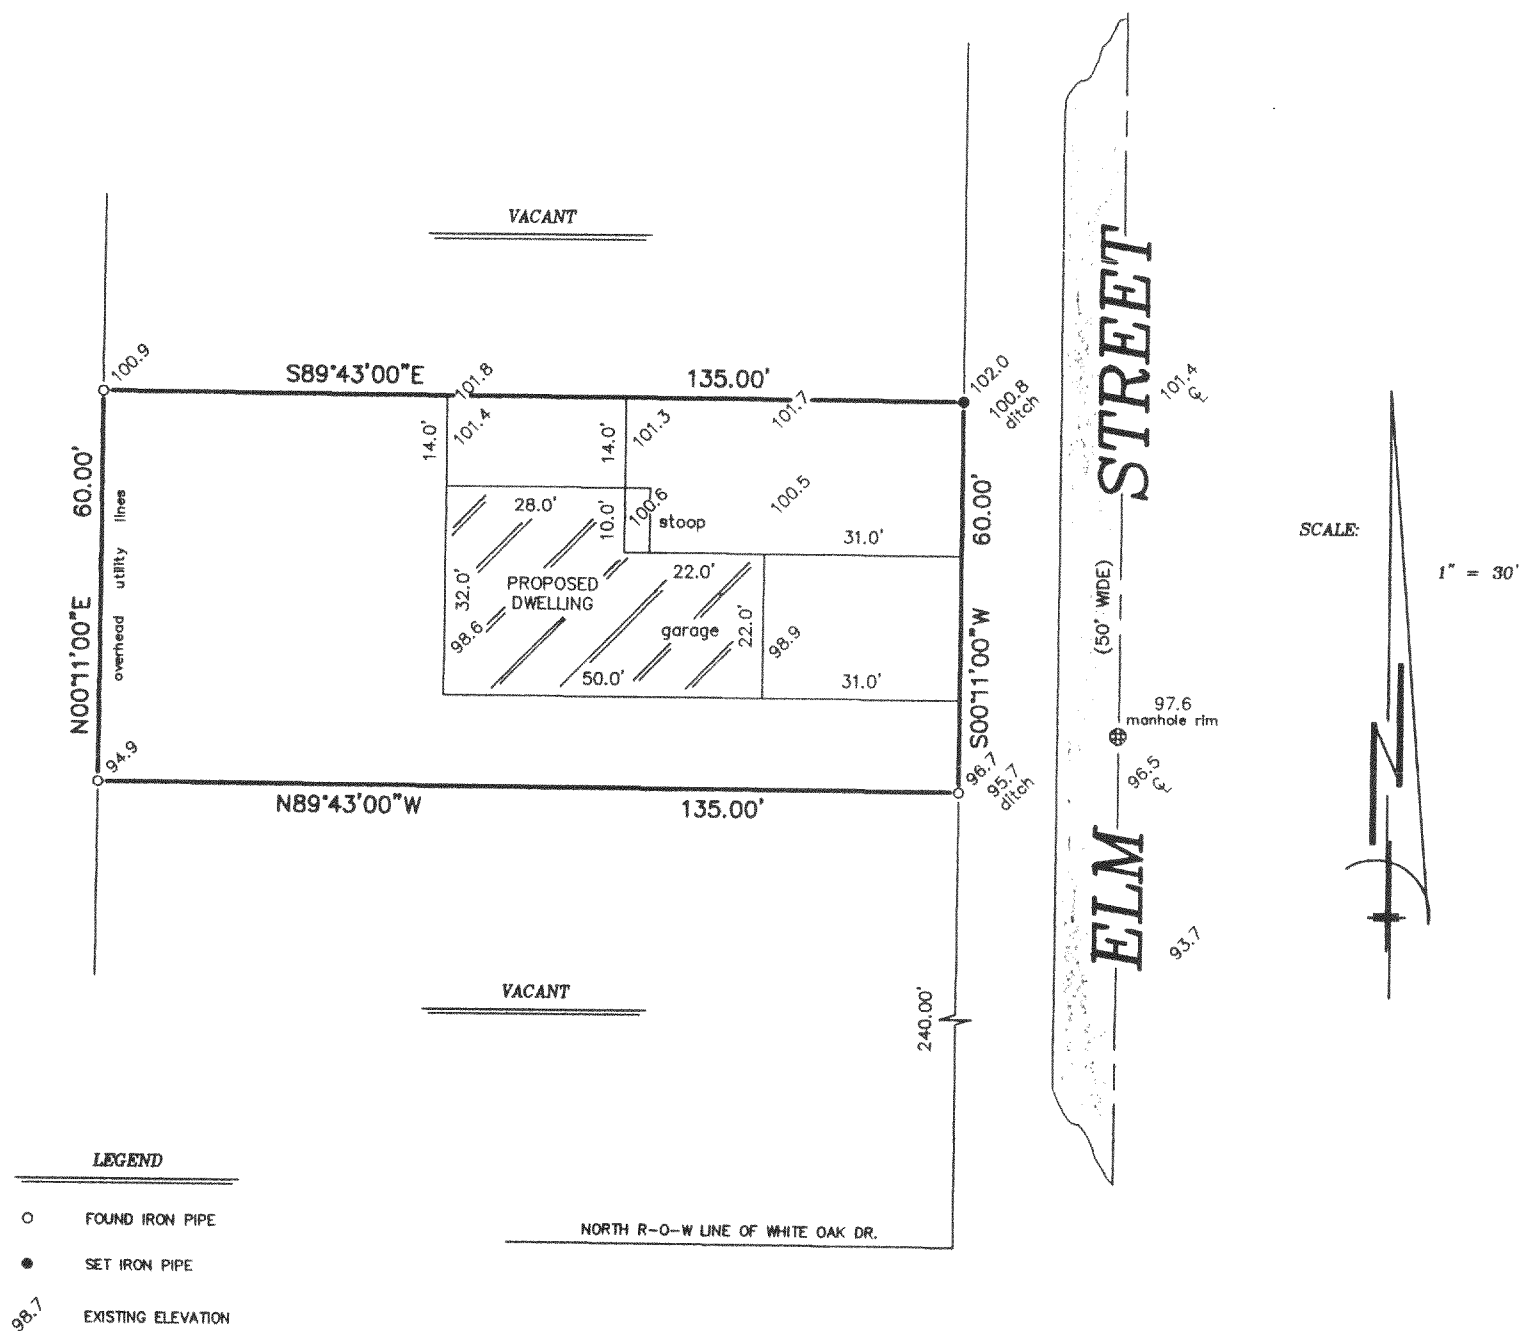 VACANT
100.9
S89°43'00"E
101.8
135.00'
102.0
100.8
ditch
101.4
℄
14.0'
101.4
14.0'
101.3
101.7
60.00'
overhead utility lines
N00°11'00"E
28.0'
10.0'
100.6
stoop
100.5
31.0'
60.00'
S00°11'00"W
32.0'
PROPOSED
DWELLING
22.0'
garage
22.0'
98.6
98.9
50.0'
31.0'
94.9
N89°43'00"W
135.00'
96.7
95.7
ditch
97.6
manhole rim
96.5
℄
(50' WIDE)
ELM STREET
93.7
SCALE:
1" = 30'
N
VACANT
240.00'
NORTH R-O-W LINE OF WHITE OAK DR.
LEGEND
FOUND IRON PIPE
SET IRON PIPE
98.7 EXISTING ELEVATION